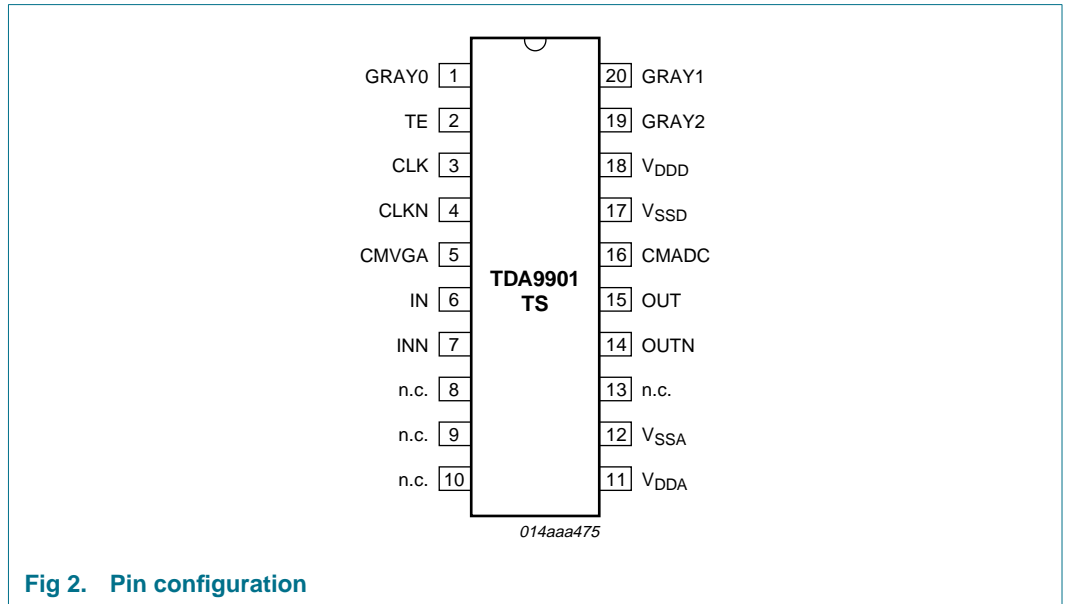 GRAY0 1 20 GRAY1
TE 2 19 GRAY2
CLK 3 18 VDDD
CLKN 4 17 VSSD
CMVGA 5 16 CMADC
TDA9901
TS
IN 6 15 OUT
INN 7 14 OUTN
n.c. 8 13 n.c.
n.c. 9 12 VSSA
n.c. 10 11 VDDA
014aaa475
Fig 2. Pin configuration